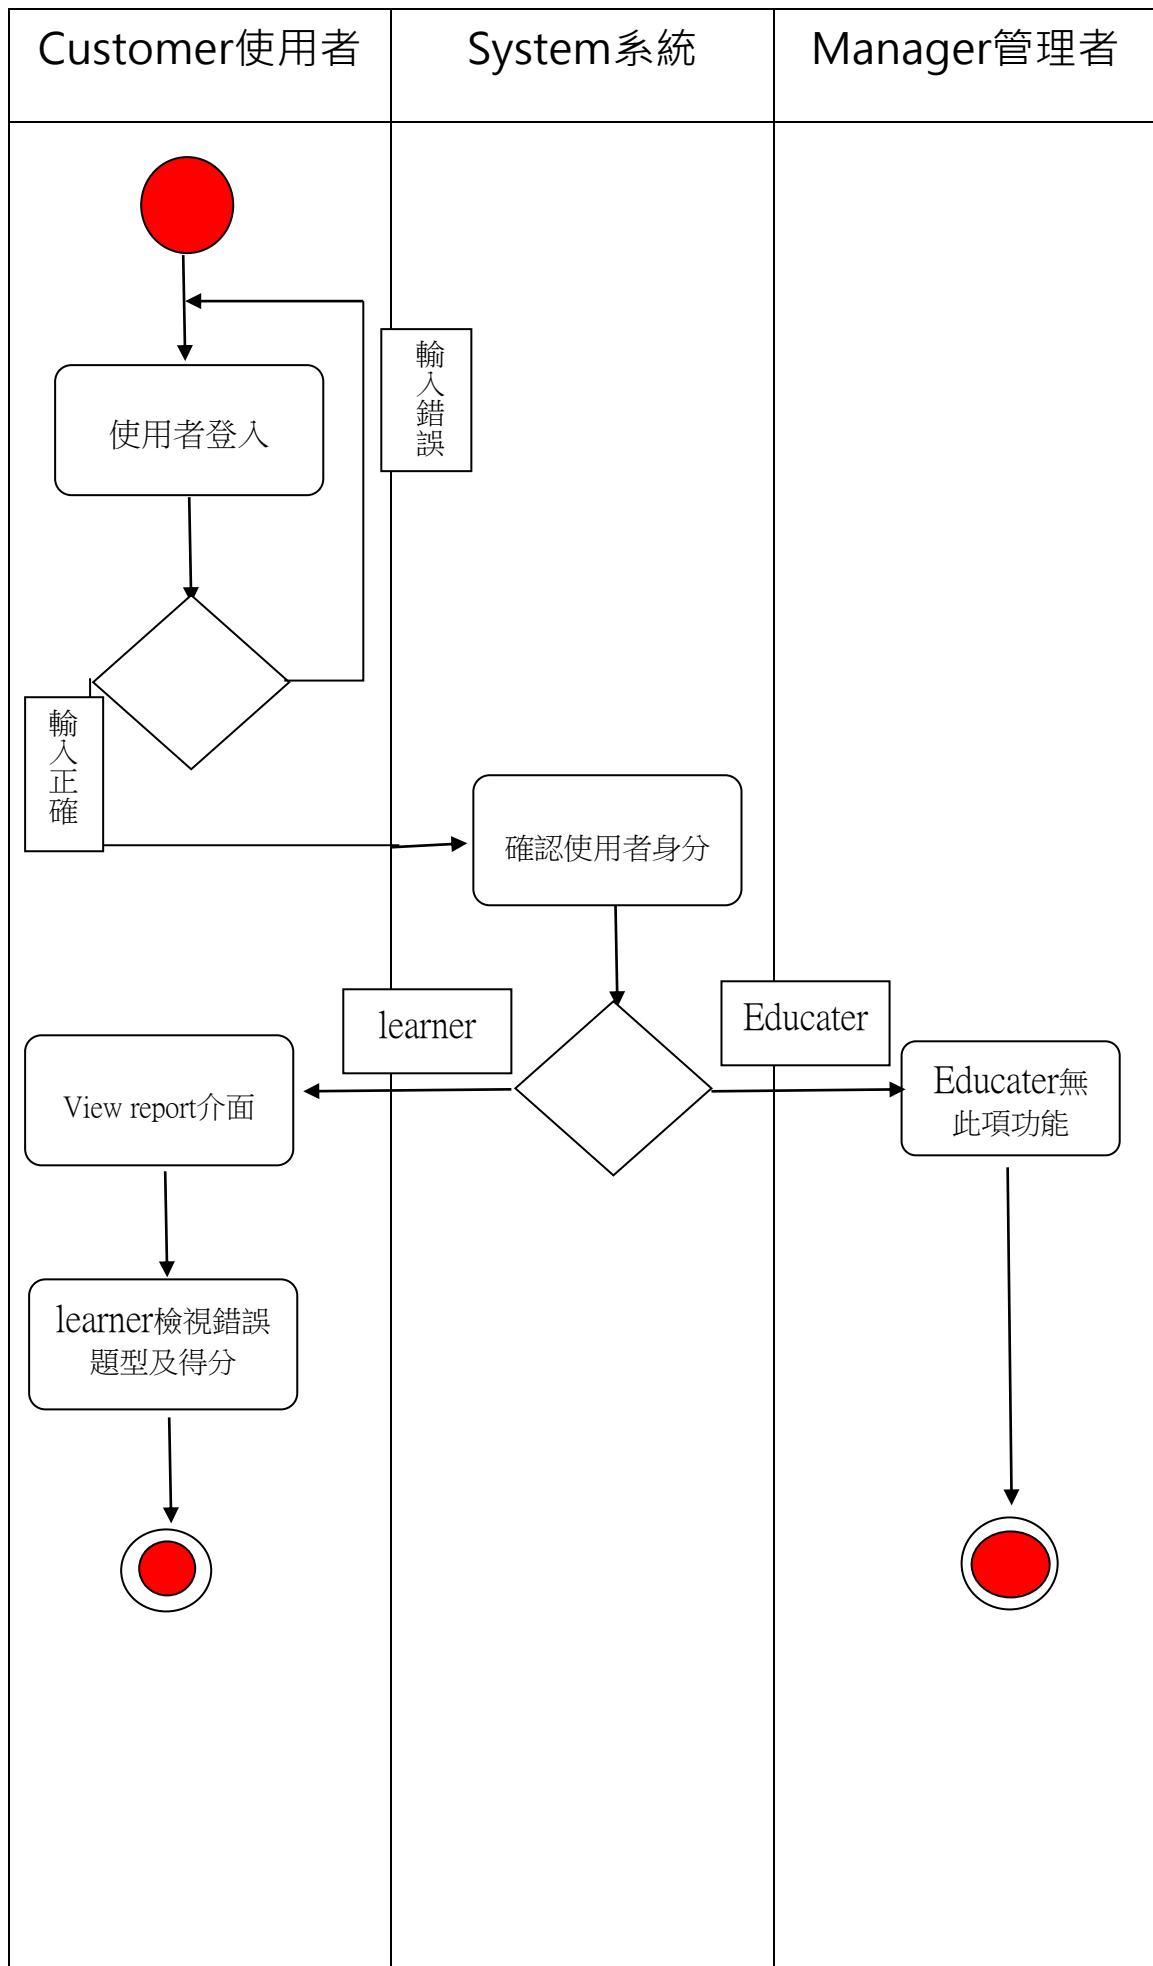 Customer使用者
System系統
Manager管理者
輸入錯誤
使用者登入
輸入正確
確認使用者身分
learner
Educater
View report介面
Educater無
此項功能
learner檢視錯誤
題型及得分